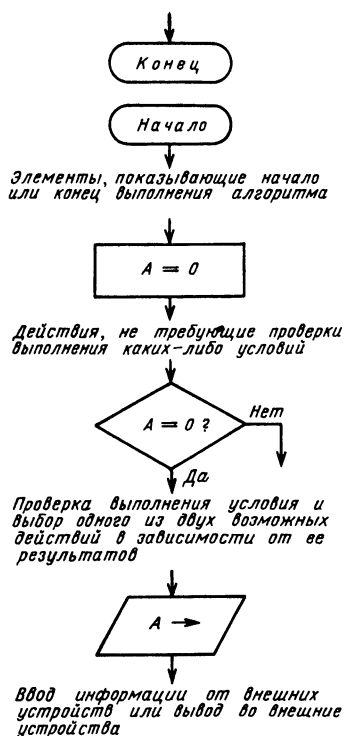 Конец
Начало
Элементы, показывающие начало
или конец выполнения алгоритма
A = 0
Действия, не требующие проверки
выполнения каких-либо условий
A = 0 ?
Нет
Да
Проверка выполнения условия и
выбор одного из двух возможных
действий в зависимости от ее
результатов
A →
Ввод информации от внешних
устройств или вывод во внешние
устройства